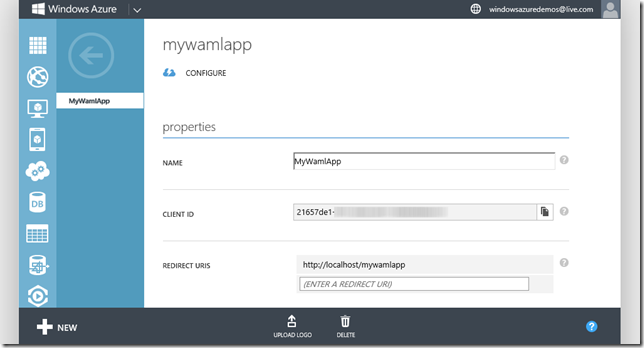 Windows Azure
windowsazuredemos@live.com
mywamlapp
CONFIGURE
MyWamlApp
properties
NAME
MyWamlApp
?
CLIENT ID
21657de1-
?
REDIRECT URIS
http://localhost/mywamlapp
?
(ENTER A REDIRECT URI)
DB
NEW
UPLOAD LOGO
DELETE
?